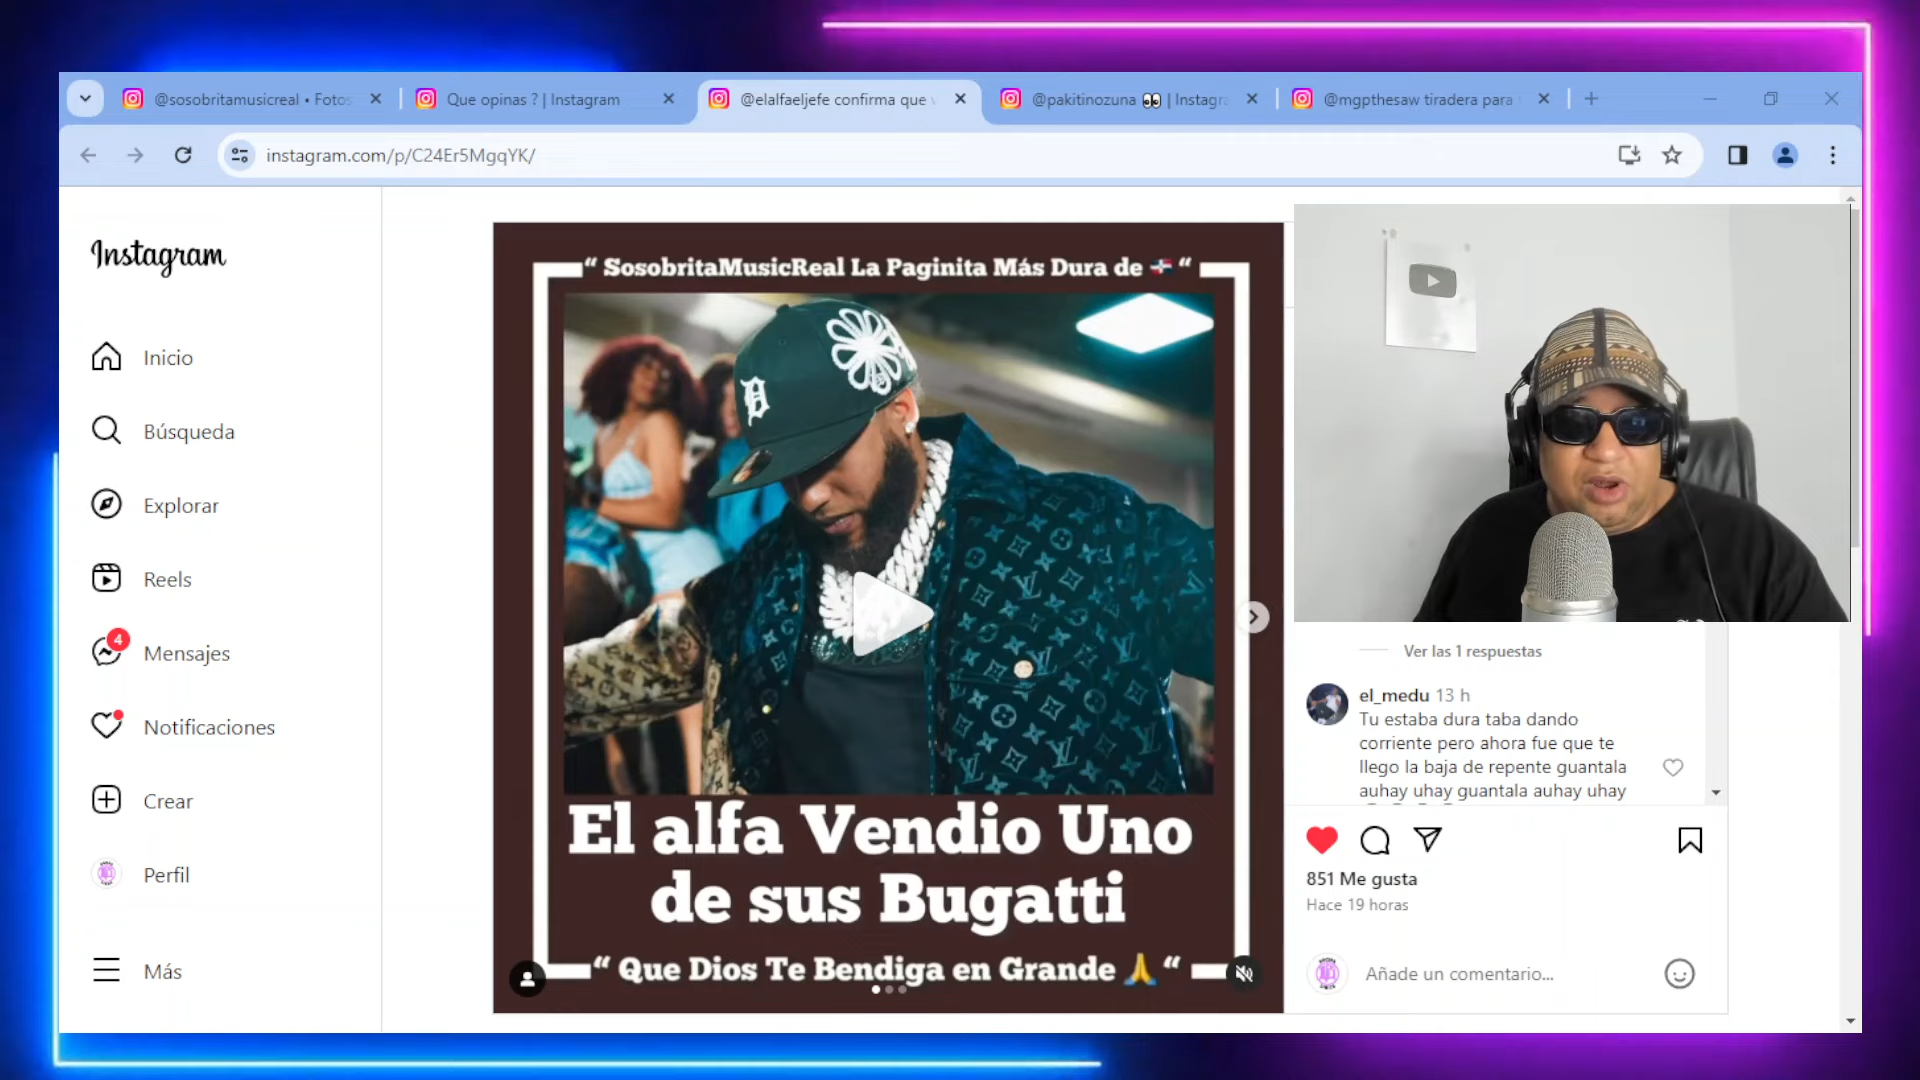 @sosobritamusicreal • Fotos
Que opinas ? | Instagram
@elalfaeljefe confirma que
@pakitinozuna 👀 | Instagra
@mgpthesaw tiradera para
instagram.com/p/C24Er5MgqYK/
Instagram
Inicio
Búsqueda
Explorar
Reels
4
Mensajes
Notificaciones
Crear
Perfil
Más
“ SosobritaMusicReal La Paginita Más Dura de 🇩🇴 “
D
El alfa Vendio Uno
de sus Bugatti
“ Que Dios Te Bendiga en Grande 🙏 “
Ver las 1 respuestas
el_medu 13 h
Tu estaba dura taba dando
corriente pero ahora fue que te
llego la baja de repente guantala
auhay uhay guantala auhay uhay
851 Me gusta
Hace 19 horas
Añade un comentario...